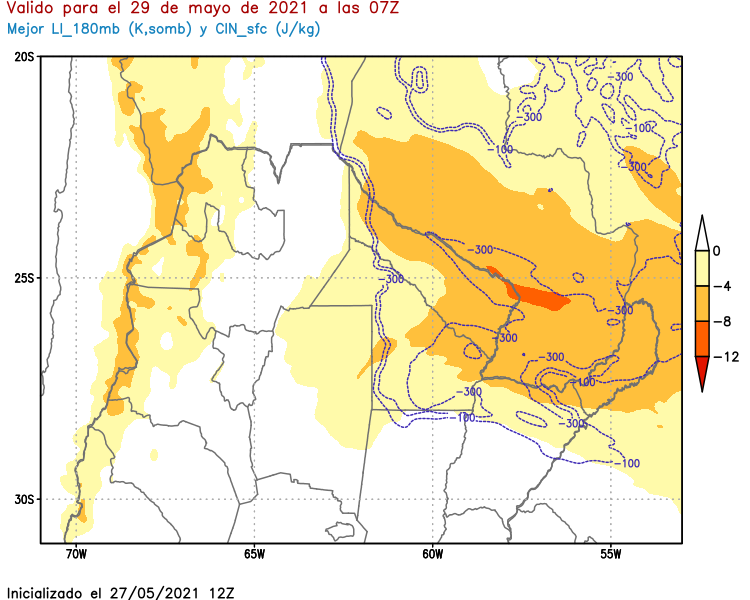 Valido para el 29 de mayo de 2021 a las 07Z
Mejor LI_180mb (K,somb) y CIN_sfc (J/kg)
20S
-300
-300
-100
-100
-300
-300
25S
-300
-300
-300
-300
-100
-300
-300
-100
-100
30S
70W
65W
60W
55W
0
-4
-8
-12
Inicializado el 27/05/2021 12Z